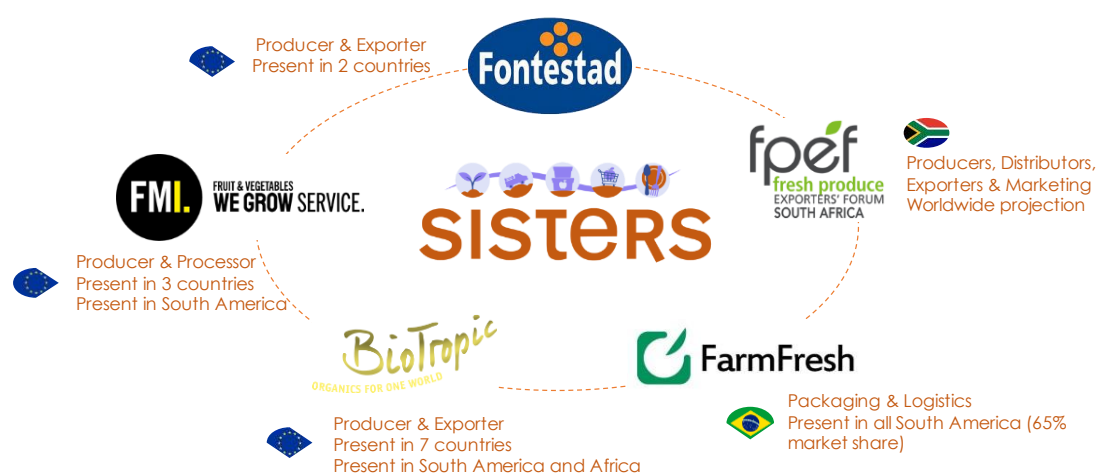 Producer & Exporter
Present in 2 countries
Fontestad
fpef
fresh produce
EXPORTERS' FORUM
SOUTH AFRICA
Producers, Distributors,
Exporters & Marketing
Worldwide projection
FMI.
FRUIT & VEGETABLES
WE GROW SERVICE.
SISTERS
Producer & Processor
Present in 3 countries
Present in South America
BioTropic
ORGANICS FOR ONE WORLD
FarmFresh
Packaging & Logistics
Present in all South America (65%
market share)
Producer & Exporter
Present in 7 countries
Present in South America and Africa